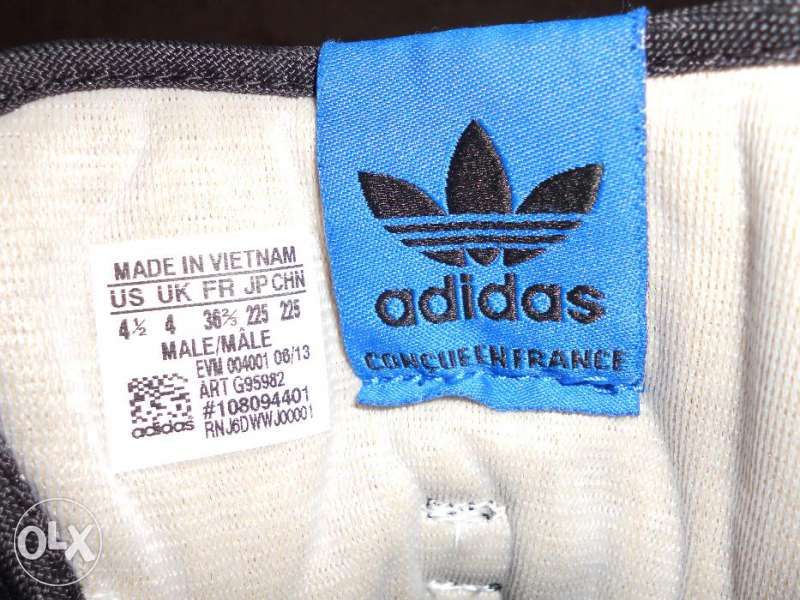 adidas
CONÇUE EN FRANCE
MADE IN VIETNAM
US UK FR JP CHN
4½ 4 36⅔ 225 225
MALE/MÂLE
EVM 004001 06/13
ART G95982
#108094401
RNJ6DWWJ00001
adidas
OLX